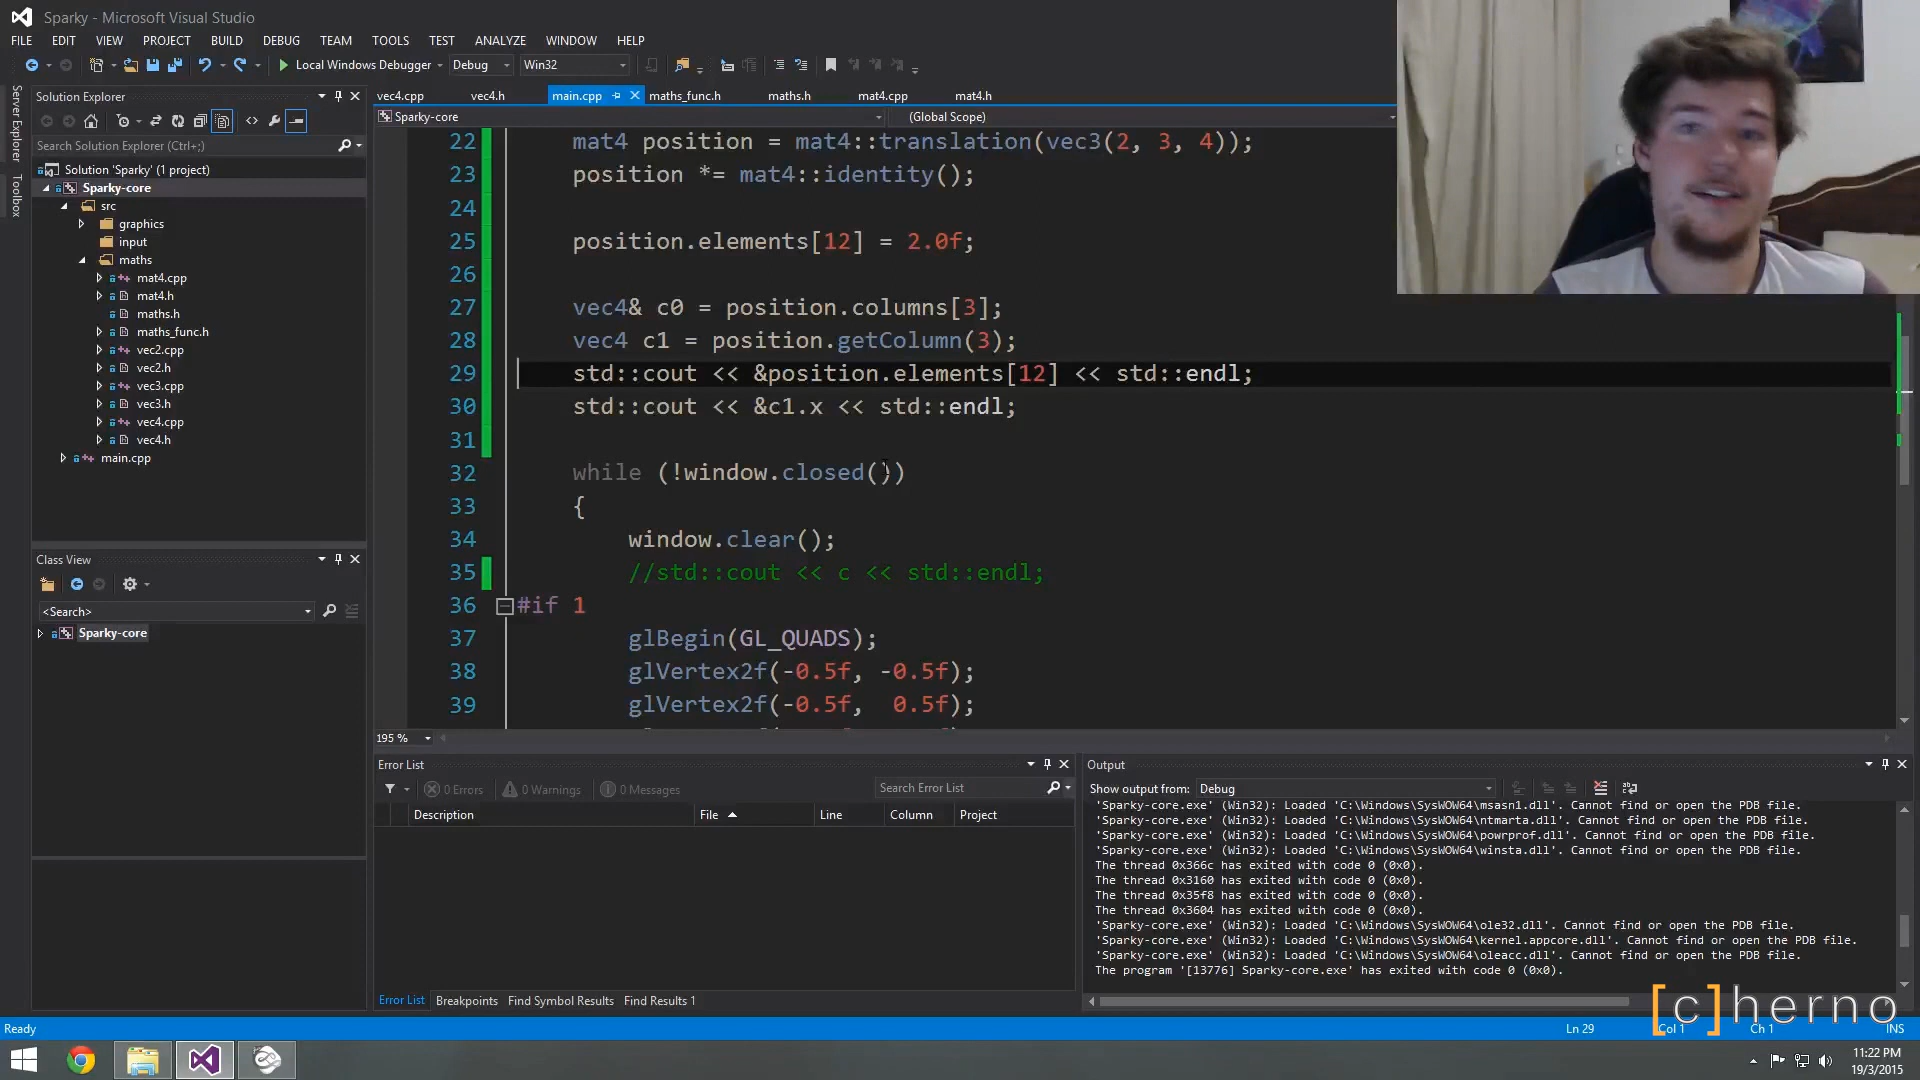 Sparky - Microsoft Visual Studio
FILE EDIT VIEW PROJECT BUILD DEBUG TEAM TOOLS TEST ANALYZE WINDOW HELP
Local Windows Debugger Debug Win32
Server Explorer
Toolbox
Solution Explorer
Search Solution Explorer (Ctrl+;)
Solution 'Sparky' (1 project)
Sparky-core
src
graphics
input
maths
mat4.cpp
mat4.h
maths.h
maths_func.h
vec2.cpp
vec2.h
vec3.cpp
vec3.h
vec4.cpp
vec4.h
main.cpp
Class View
<Search>
Sparky-core
vec4.cpp vec4.h main.cpp maths_func.h maths.h mat4.cpp mat4.h
Sparky-core (Global Scope)
22 mat4 position = mat4::translation(vec3(2, 3, 4));
23 position *= mat4::identity();
24
25 position.elements[12] = 2.0f;
26
27 vec4& c0 = position.columns[3];
28 vec4 c1 = position.getColumn(3);
29 std::cout << &position.elements[12] << std::endl;
30 std::cout << &c1.x << std::endl;
31
32 while (!window.closed())
33 {
34 window.clear();
35 //std::cout << c << std::endl;
36 #if 1
37 glBegin(GL_QUADS);
38 glVertex2f(-0.5f, -0.5f);
39 glVertex2f(-0.5f, 0.5f);
195 %
Error List
0 Errors 0 Warnings 0 Messages Search Error List
Description File Line Column Project
Error List Breakpoints Find Symbol Results Find Results 1
Output
Show output from: Debug
'Sparky-core.exe' (Win32): Loaded 'C:\Windows\SysWOW64\msasn1.dll'. Cannot find or open the PDB file.
'Sparky-core.exe' (Win32): Loaded 'C:\Windows\SysWOW64\ntmarta.dll'. Cannot find or open the PDB file.
'Sparky-core.exe' (Win32): Loaded 'C:\Windows\SysWOW64\powrprof.dll'. Cannot find or open the PDB file.
'Sparky-core.exe' (Win32): Loaded 'C:\Windows\SysWOW64\winsta.dll'. Cannot find or open the PDB file.
The thread 0x366c has exited with code 0 (0x0).
The thread 0x3160 has exited with code 0 (0x0).
The thread 0x35f8 has exited with code 0 (0x0).
The thread 0x3604 has exited with code 0 (0x0).
'Sparky-core.exe' (Win32): Loaded 'C:\Windows\SysWOW64\ole32.dll'. Cannot find or open the PDB file.
'Sparky-core.exe' (Win32): Loaded 'C:\Windows\SysWOW64\kernel.appcore.dll'. Cannot find or open the PDB file.
'Sparky-core.exe' (Win32): Loaded 'C:\Windows\SysWOW64\oleacc.dll'. Cannot find or open the PDB file.
The program '[13776] Sparky-core.exe' has exited with code 0 (0x0).
[c]herno
Ready Ln 29 Col 1 Ch 1 INS
11:22 PM
19/3/2015